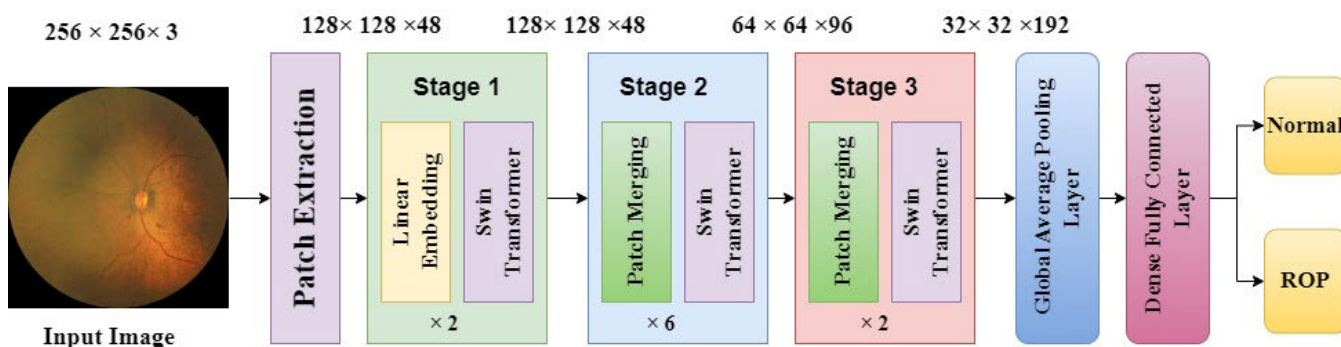 256 × 256× 3
128× 128 ×48
128× 128 ×48
64 × 64 ×96
32× 32 ×192
Input Image
Patch Extraction
Stage 1
Linear
Embedding
Swin
Transformer
× 2
Stage 2
Patch Merging
Swin
Transformer
× 6
Stage 3
Patch Merging
Swin
Transformer
× 2
Global Average Pooling
Layer
Dense Fully Connected
Layer
Normal
ROP